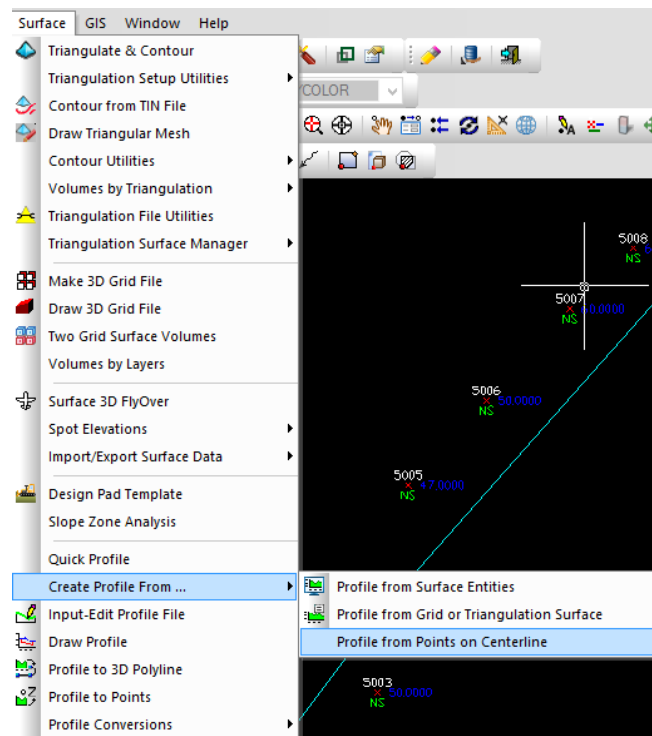 Surface GIS Window Help
Triangulate & Contour
Triangulation Setup Utilities
Contour from TIN File
Draw Triangular Mesh
Contour Utilities
Volumes by Triangulation
Triangulation File Utilities
Triangulation Surface Manager
Make 3D Grid File
Draw 3D Grid File
Two Grid Surface Volumes
Volumes by Layers
Surface 3D FlyOver
Spot Elevations
Import/Export Surface Data
Design Pad Template
Slope Zone Analysis
Quick Profile
Create Profile From ...
Input-Edit Profile File
Draw Profile
Profile to 3D Polyline
Profile to Points
Profile Conversions
Profile from Surface Entities
Profile from Grid or Triangulation Surface
Profile from Points on Centerline
COLOR
5008
NS
5007
NS
5006
50.0000
NS
5005
47.0000
NS
5003
50.0000
NS